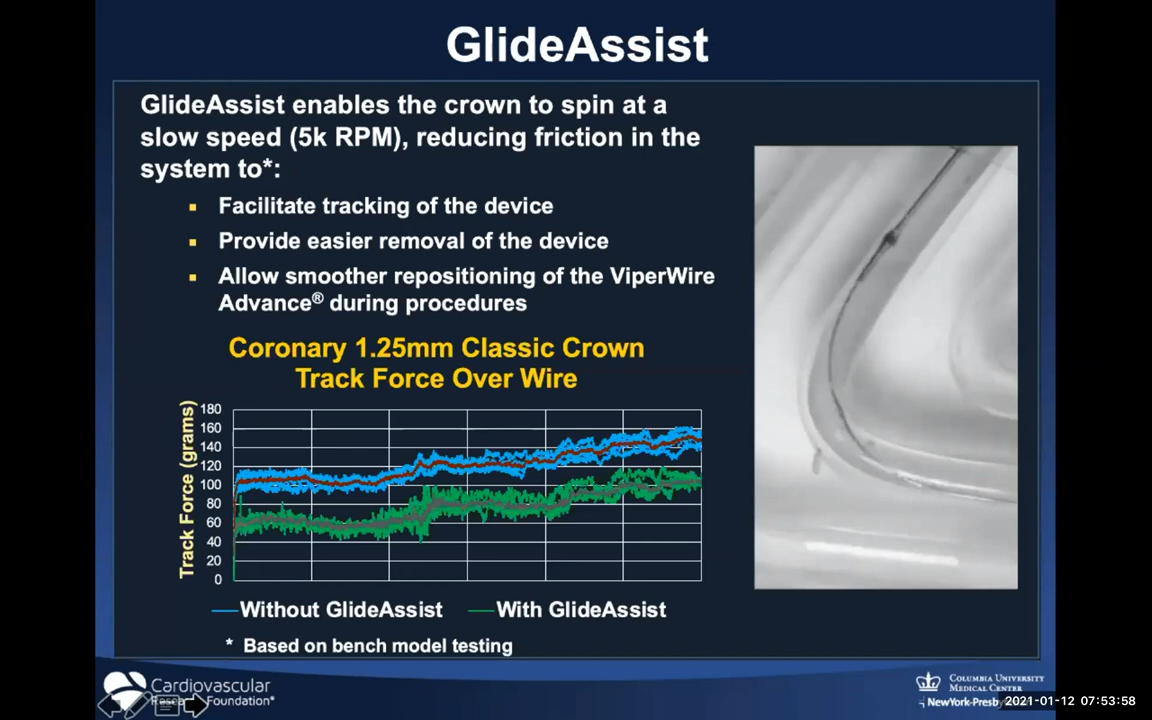 GlideAssist
GlideAssist enables the crown to spin at a
slow speed (5k RPM), reducing friction in the
system to*:
▪ Facilitate tracking of the device
▪ Provide easier removal of the device
▪ Allow smoother repositioning of the ViperWire
Advance® during procedures
Coronary 1.25mm Classic Crown
Track Force Over Wire
Track Force (grams)
180
160
140
120
100
80
60
40
20
0
Without GlideAssist
With GlideAssist
* Based on bench model testing
Cardiovascular
Foundation*
Columbia University
Medical Center
NewYork-Presby
2021-01-12 07:53:58